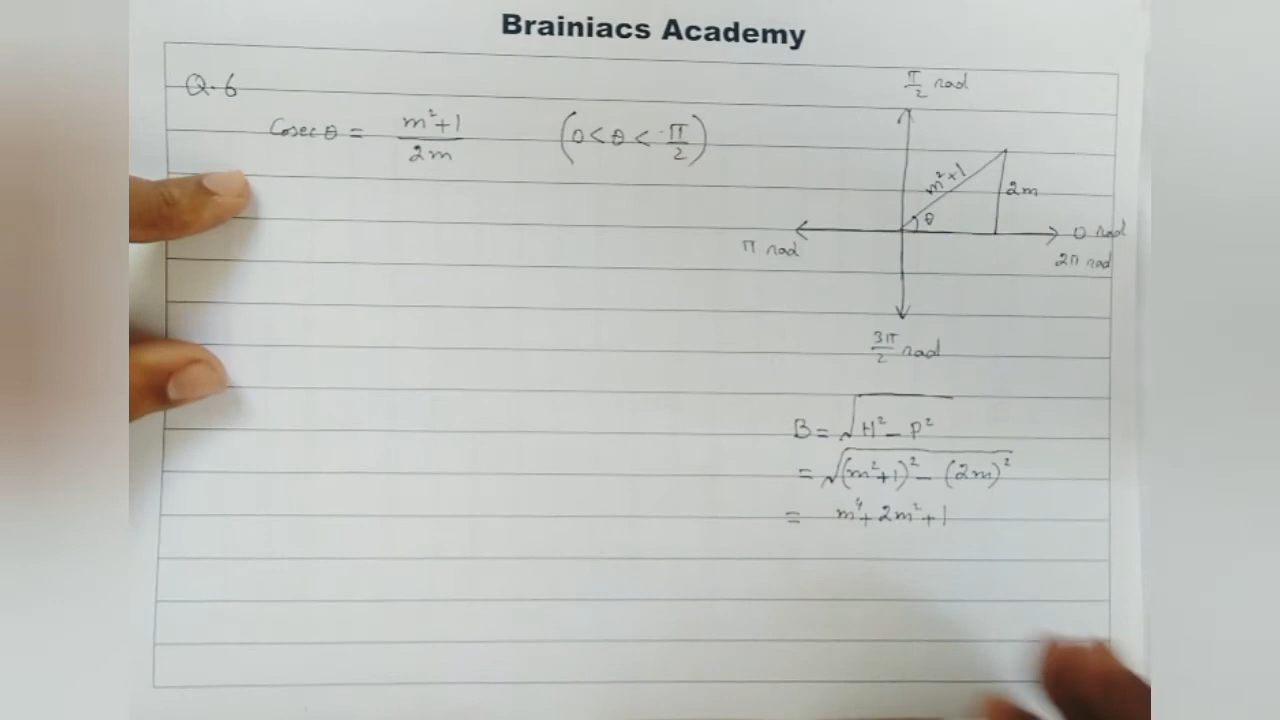 Brainiacs Academy
Q.6
Cosec θ = (m²+1)/(2m) (0 < θ < π/2)
π/2 rad
m²+1
2m
θ
0 rad
π rad
2π rad
3π/2 rad
B = √(H² - P²)
= √((m²+1)² - (2m)²)
= m⁴ + 2m² + 1